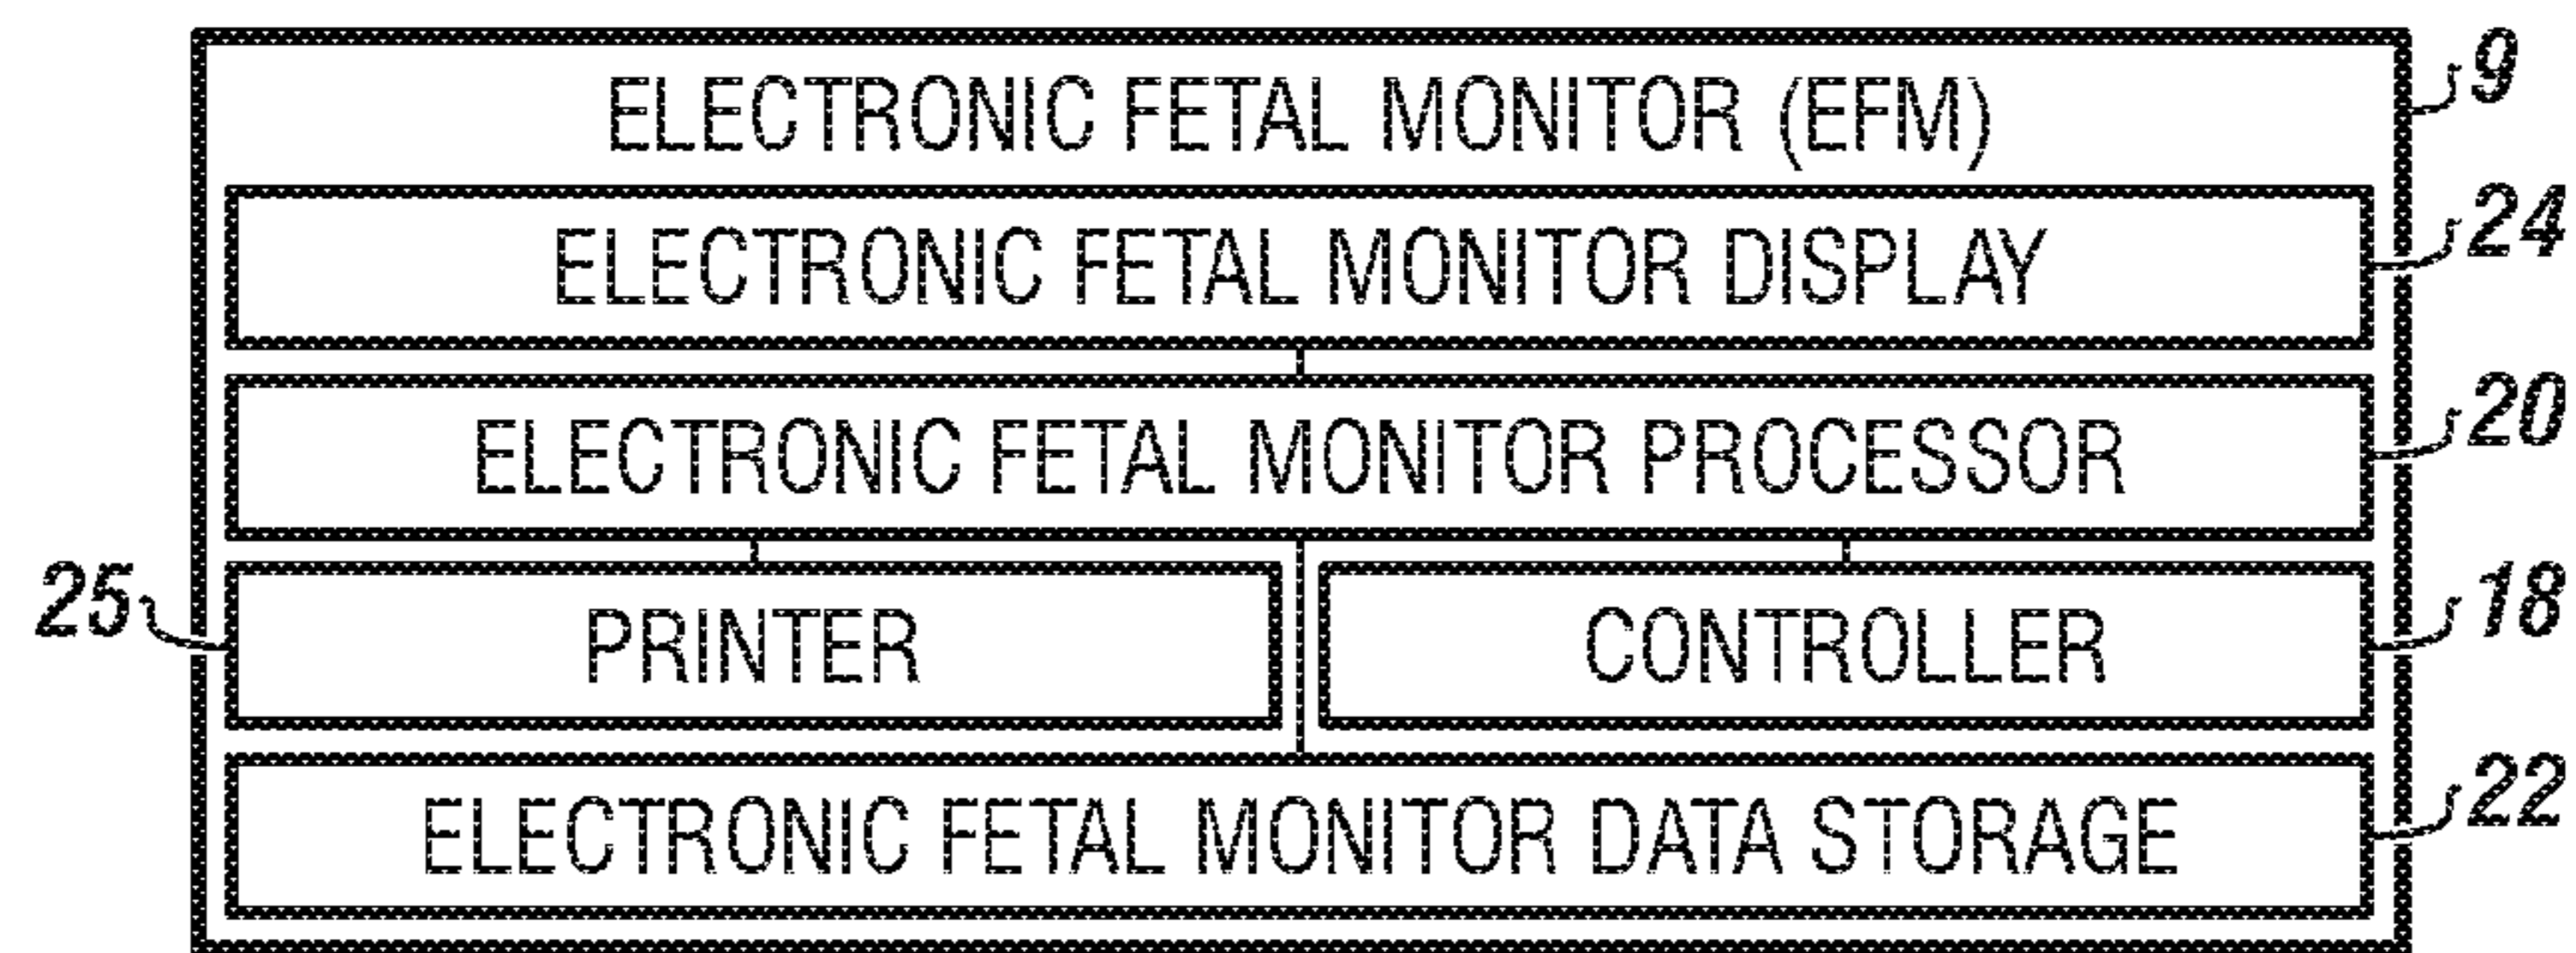 ELECTRONIC FETAL MONITOR (EFM) 9
ELECTRONIC FETAL MONITOR DISPLAY 24
ELECTRONIC FETAL MONITOR PROCESSOR 20
25 PRINTER CONTROLLER 18
ELECTRONIC FETAL MONITOR DATA STORAGE 22